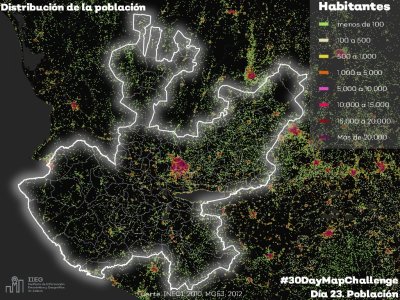 Distribución de la población
Habitantes
menos de 100
100 a 500
500 a 1,000
1,000 a 5,000
5,000 a 10,000
10,000 a 15,000
15,000 a 20,000
Más de 20,000
IIEG
Instituto de Información
Estadística y Geográfica
de Jalisco
Fuente: INEGI, 2010. MGS3, 2012
#30DayMapChallenge
Día 23. Población